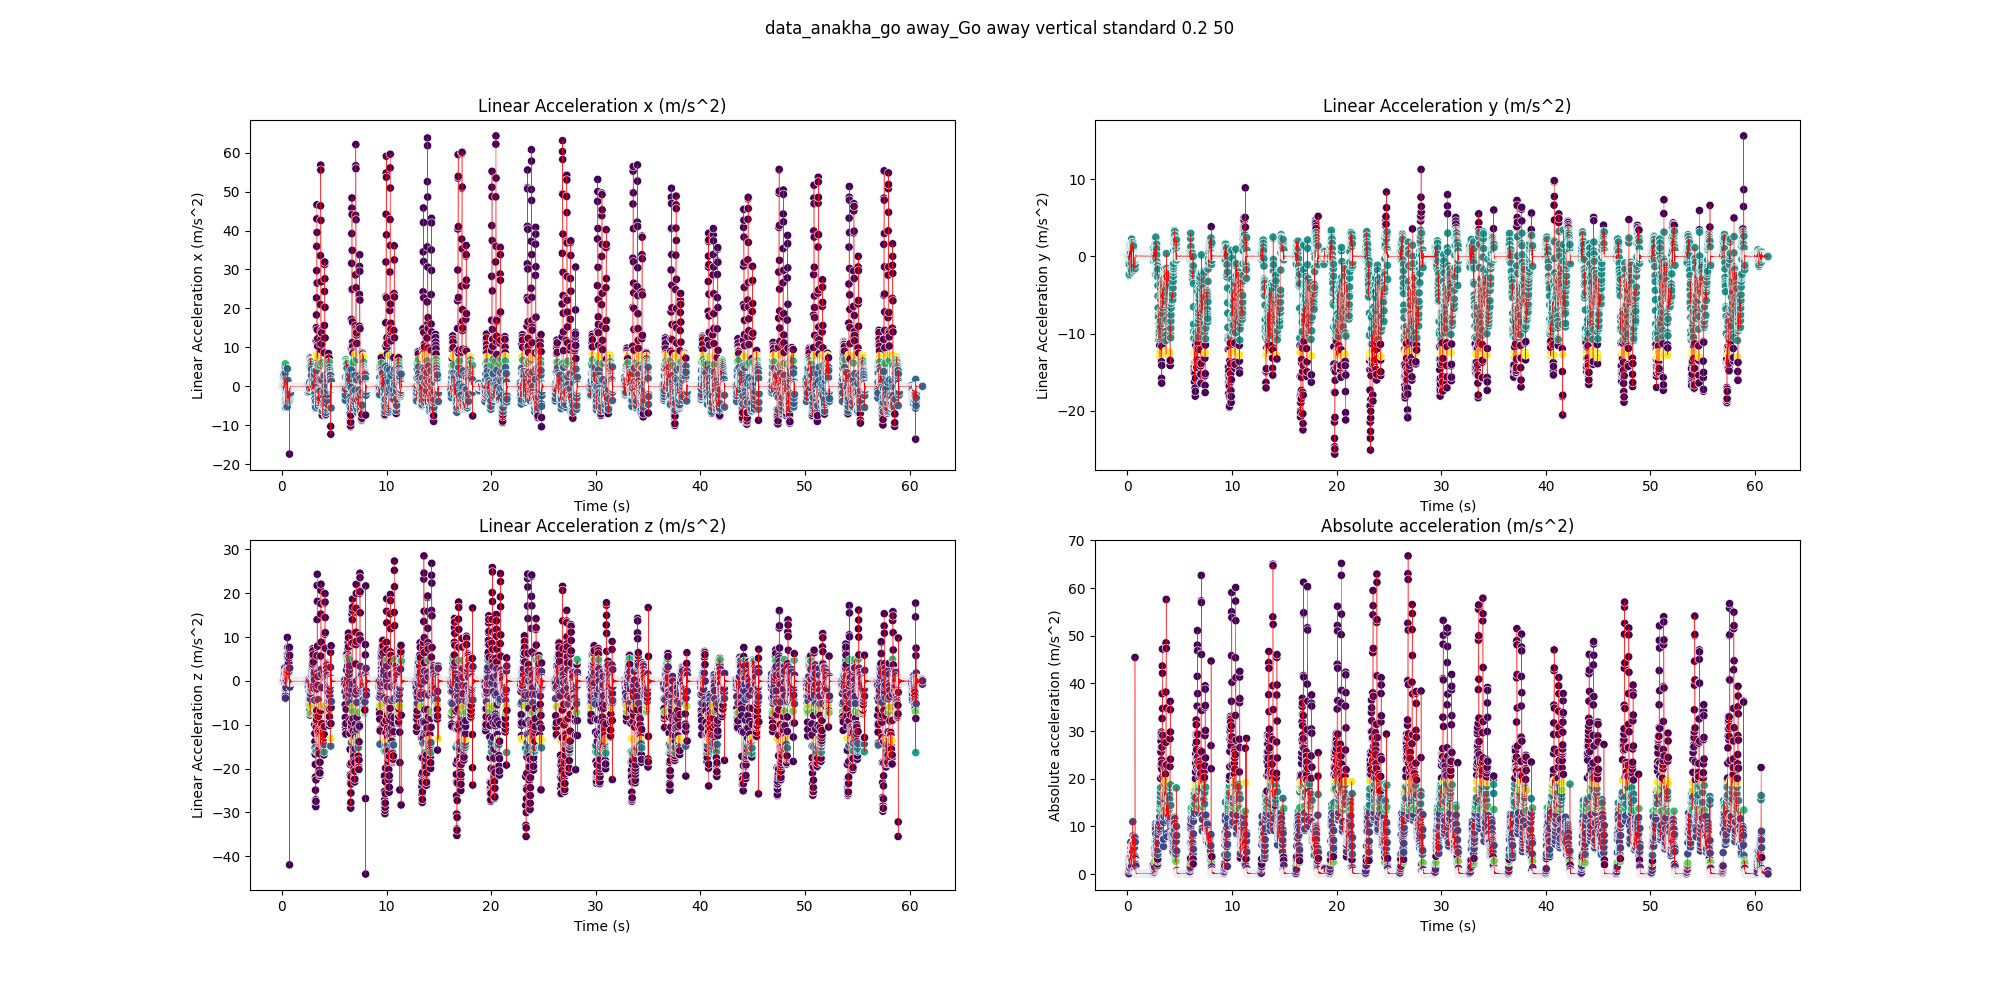 data_anakha_go away_Go away vertical standard 0.2 50
Linear Acceleration x (m/s^2)
Linear Acceleration x (m/s^2)
60
50
40
30
20
10
0
−10
−20
0 10 20 30 40 50 60
Time (s)
Linear Acceleration y (m/s^2)
Linear Acceleration y (m/s^2)
10
0
−10
−20
0 10 20 30 40 50 60
Time (s)
Linear Acceleration z (m/s^2)
Linear Acceleration z (m/s^2)
30
20
10
0
−10
−20
−30
−40
0 10 20 30 40 50 60
Time (s)
Absolute acceleration (m/s^2)
Absolute acceleration (m/s^2)
70
60
50
40
30
20
10
0
0 10 20 30 40 50 60
Time (s)